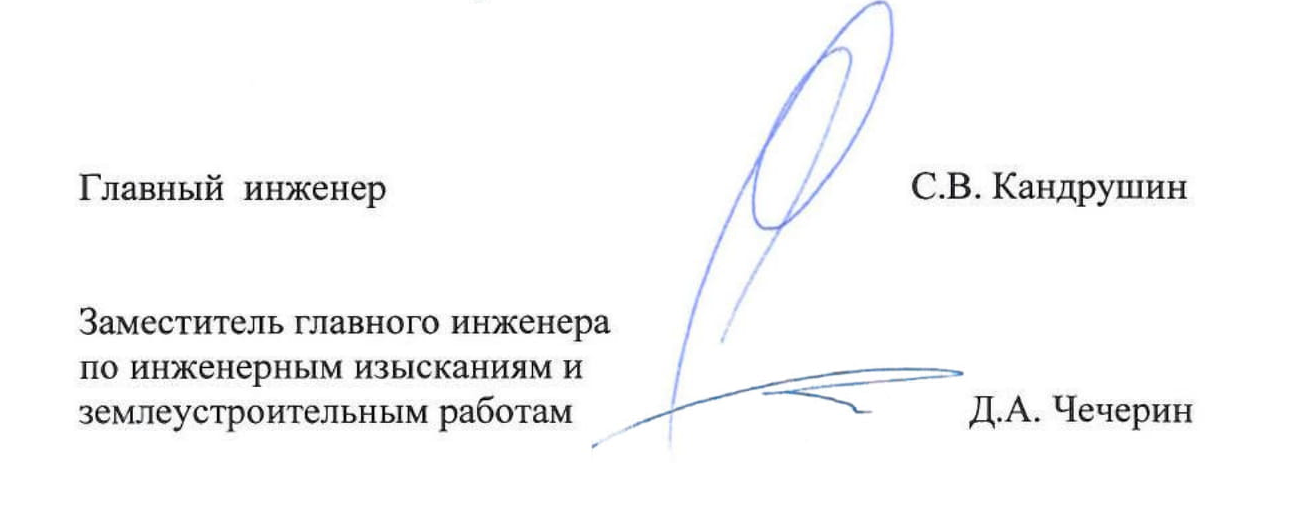 Главный инженер С.В. Кандрушин
Заместитель главного инженера
по инженерным изысканиям и
землеустроительным работам Д.А. Чечерин